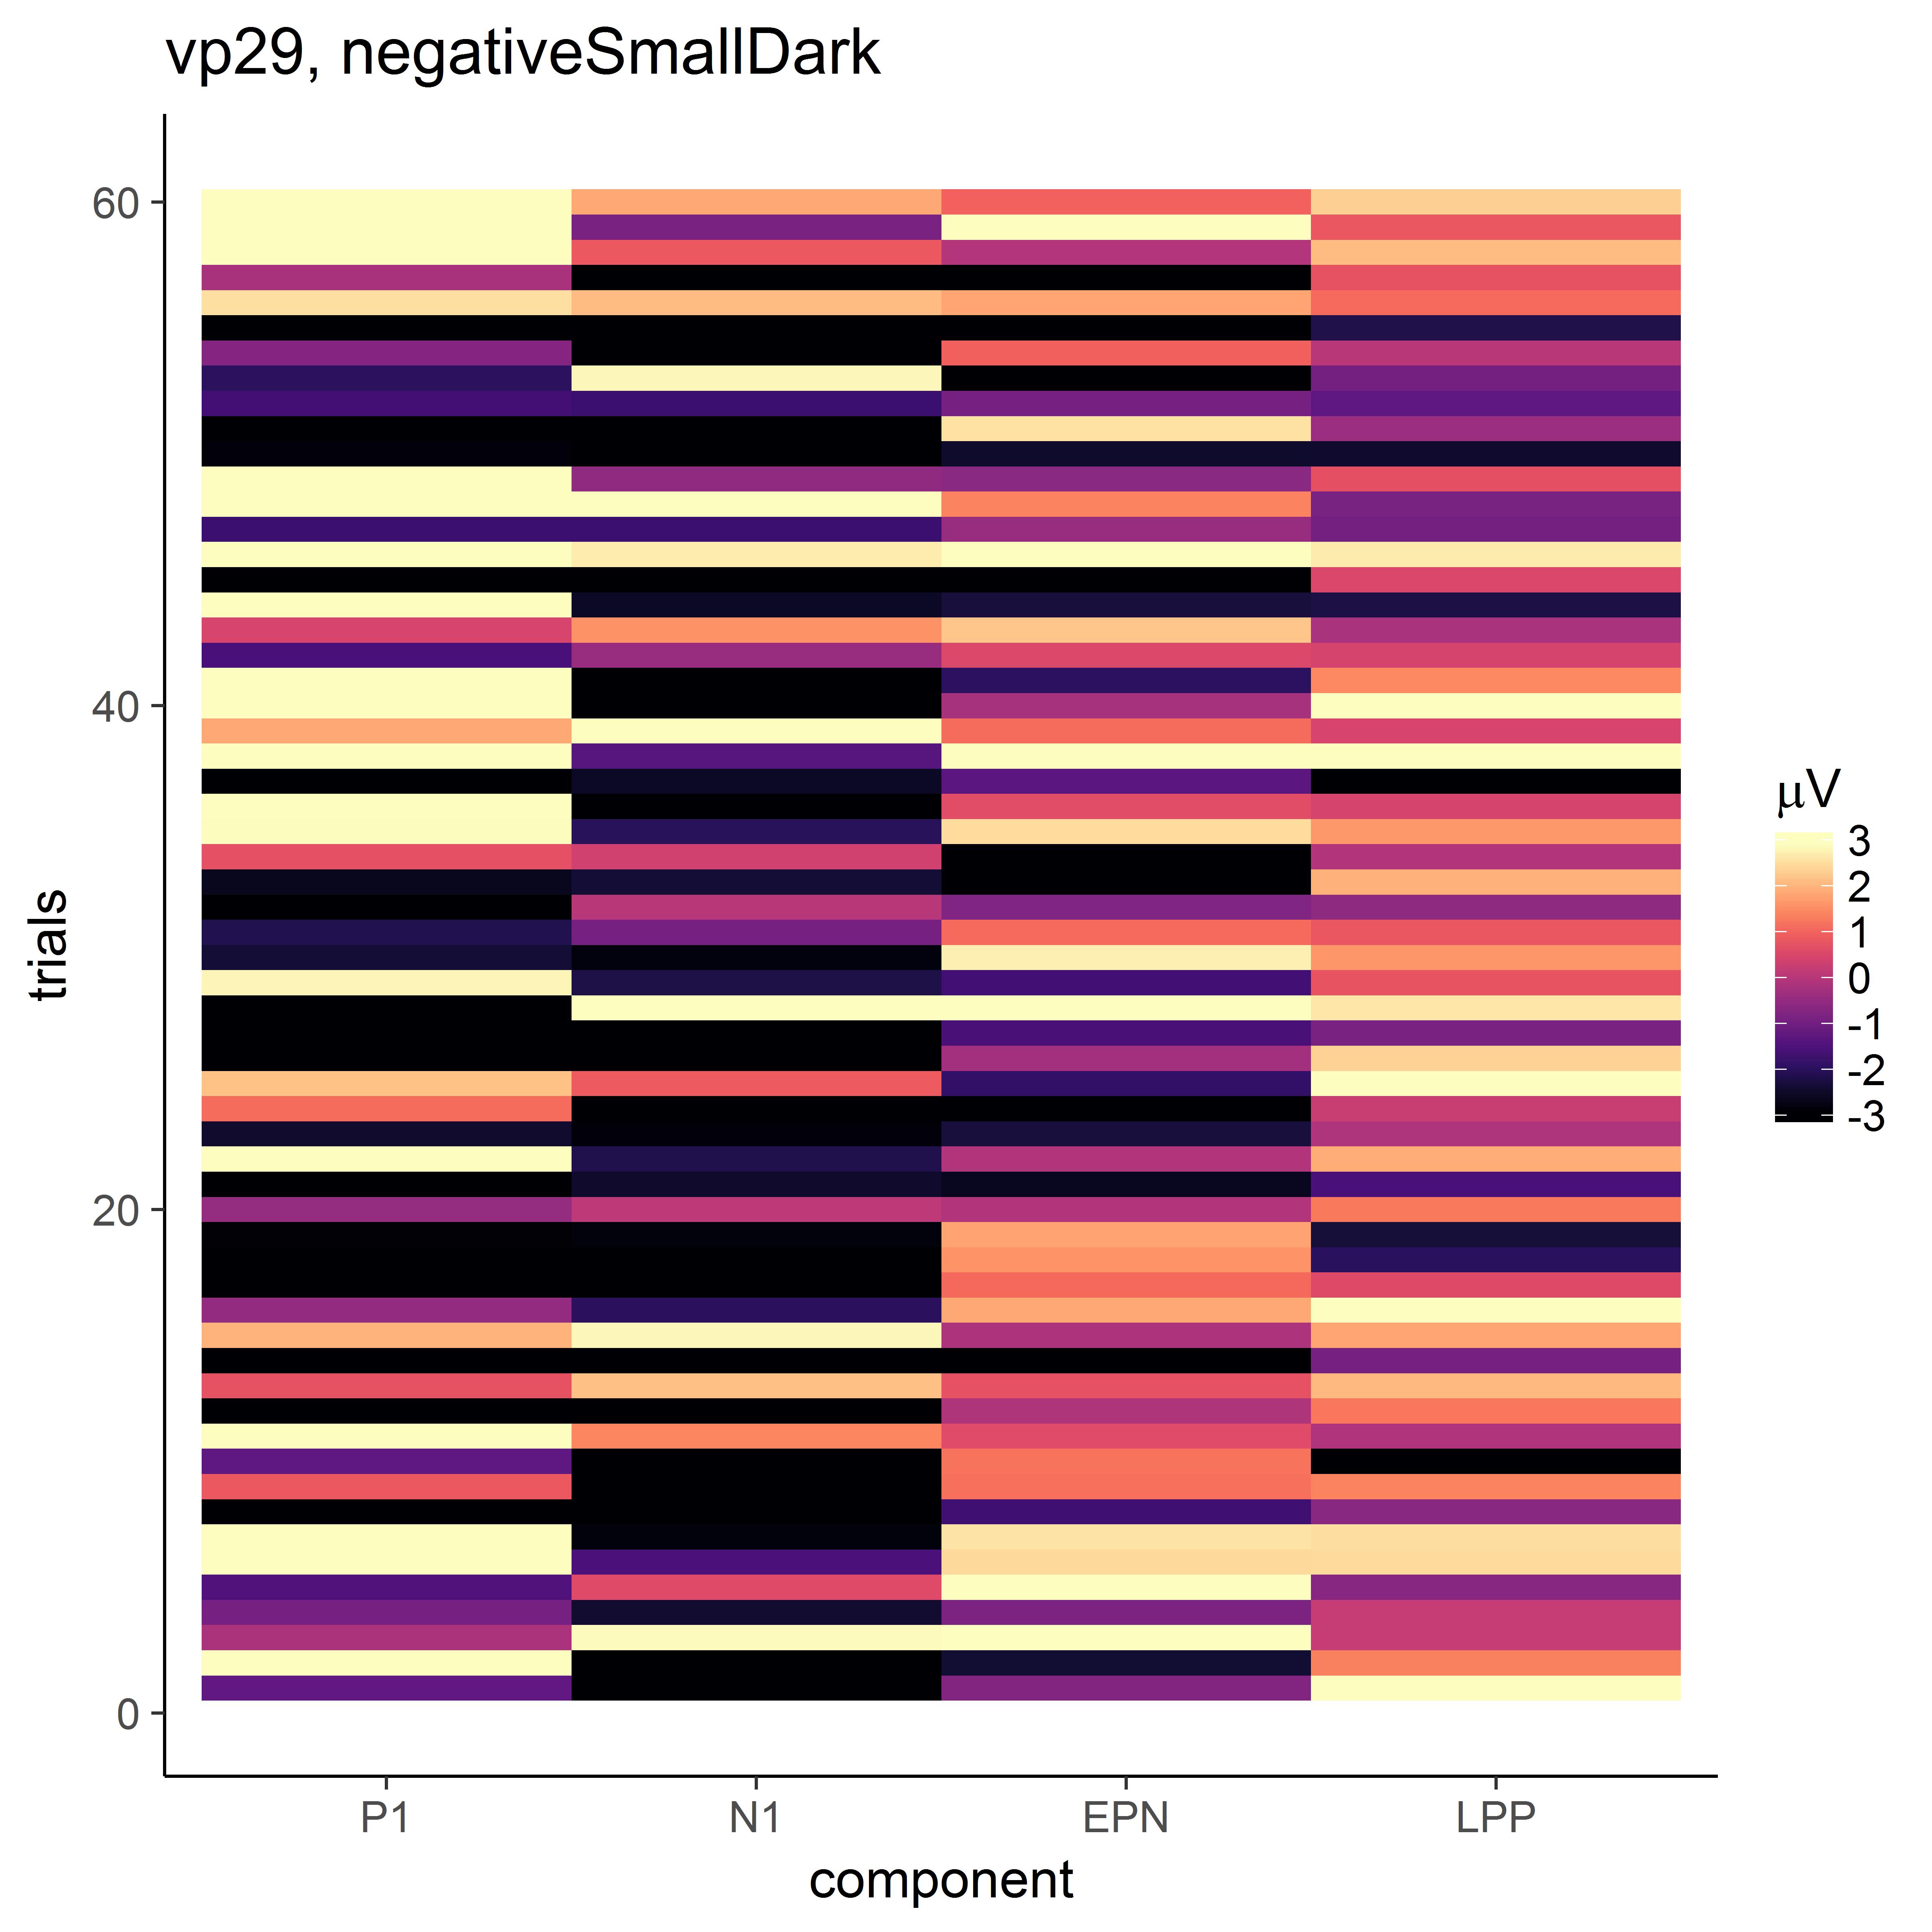 vp29, negativeSmallDark
60
40
20
0
trials
P1 N1 EPN LPP
component
μV
3
2
1
0
-1
-2
-3